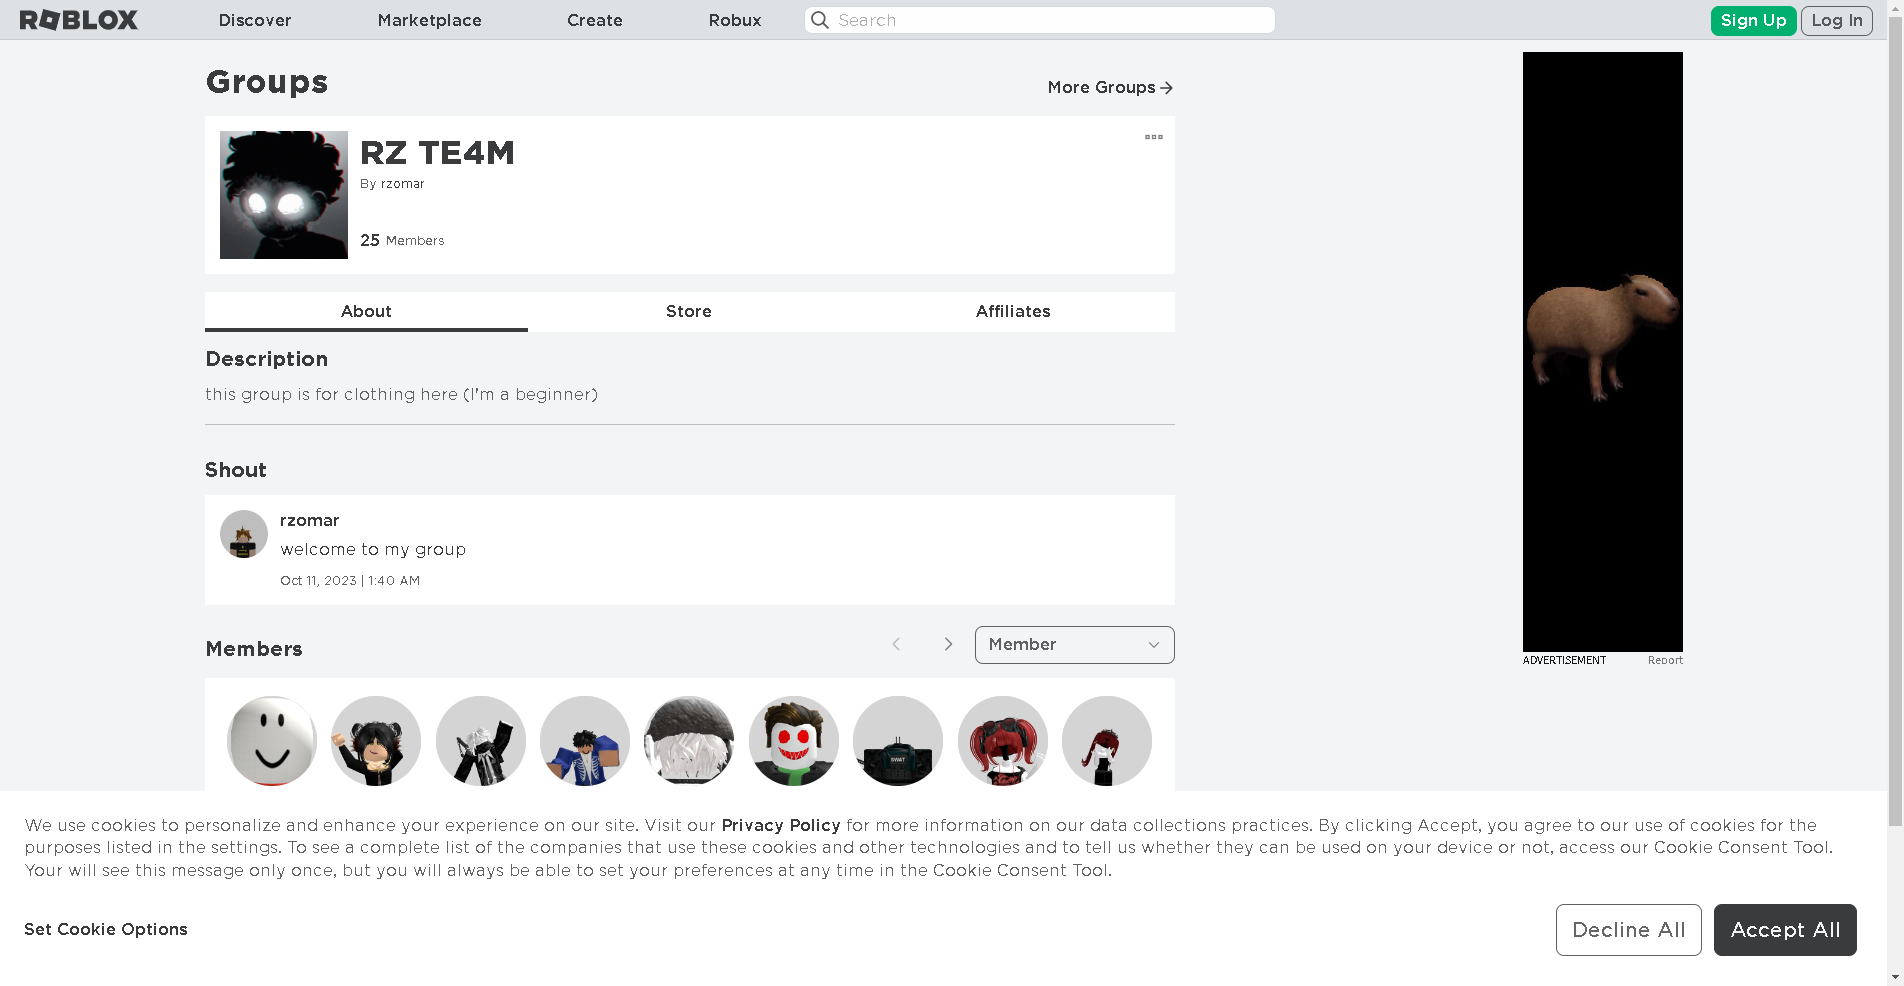 ROBLOX Discover Marketplace Create Robux Search Sign Up Log In
Groups
More Groups
RZ TE4M
By rzomar
25 Members
About Store Affiliates
Description
this group is for clothing here (I'm a beginner)
Shout
rzomar
welcome to my group
Oct 11, 2023 | 1:40 AM
Members
Member
SWAT
ADVERTISEMENT Report
We use cookies to personalize and enhance your experience on our site. Visit our Privacy Policy for more information on our data collections practices. By clicking Accept, you agree to our use of cookies for the
purposes listed in the settings. To see a complete list of the companies that use these cookies and other technologies and to tell us whether they can be used on your device or not, access our Cookie Consent Tool.
Your will see this message only once, but you will always be able to set your preferences at any time in the Cookie Consent Tool.
Set Cookie Options
Decline All
Accept All